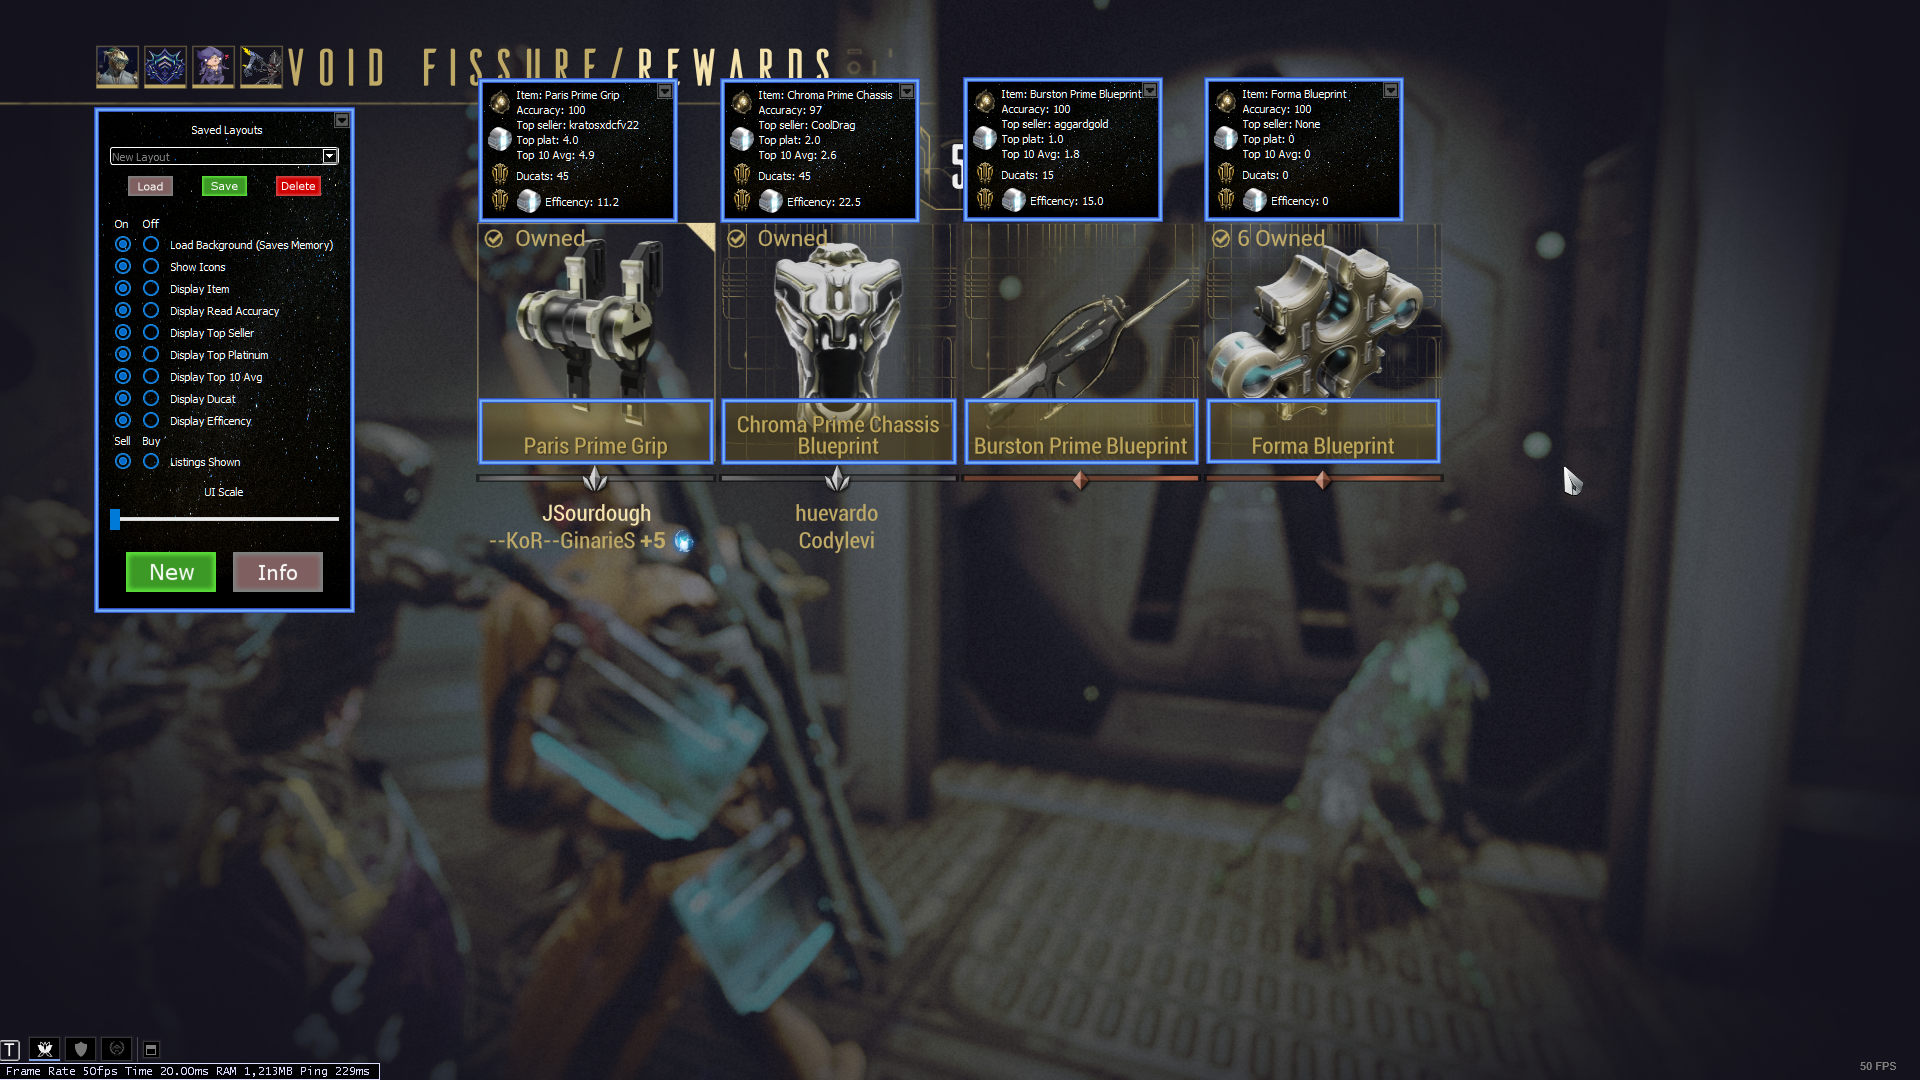 VOID FISSURE/REWARDS
Saved Layouts
New Layout
Load
Save
Delete
On Off
Load Background (Saves Memory)
Show Icons
Display Item
Display Read Accuracy
Display Top Seller
Display Top Platinum
Display Top 10 Avg
Display Ducat
Display Efficency
Sell Buy
Listings Shown
UI Scale
New
Info
Item: Paris Prime Grip
Accuracy: 100
Top seller: kratosxdcfv22
Top plat: 4.0
Top 10 Avg: 4.9
Ducats: 45
Efficency: 11.2
Item: Chroma Prime Chassis
Accuracy: 97
Top seller: CoolDrag
Top plat: 2.0
Top 10 Avg: 2.6
Ducats: 45
Efficency: 22.5
5
Item: Burston Prime Blueprint
Accuracy: 100
Top seller: aggardgold
Top plat: 1.0
Top 10 Avg: 1.8
Ducats: 15
Efficency: 15.0
Item: Forma Blueprint
Accuracy: 100
Top seller: None
Top plat: 0
Top 10 Avg: 0
Ducats: 0
Efficency: 0
Owned
Paris Prime Grip
JSourdough
--KoR--GinarieS +5
Owned
Chroma Prime Chassis
Blueprint
huevardo
Codylevi
Burston Prime Blueprint
6 Owned
Forma Blueprint
T
Frame Rate 50fps Time 20.00ms RAM 1,213MB Ping 229ms
50 FPS